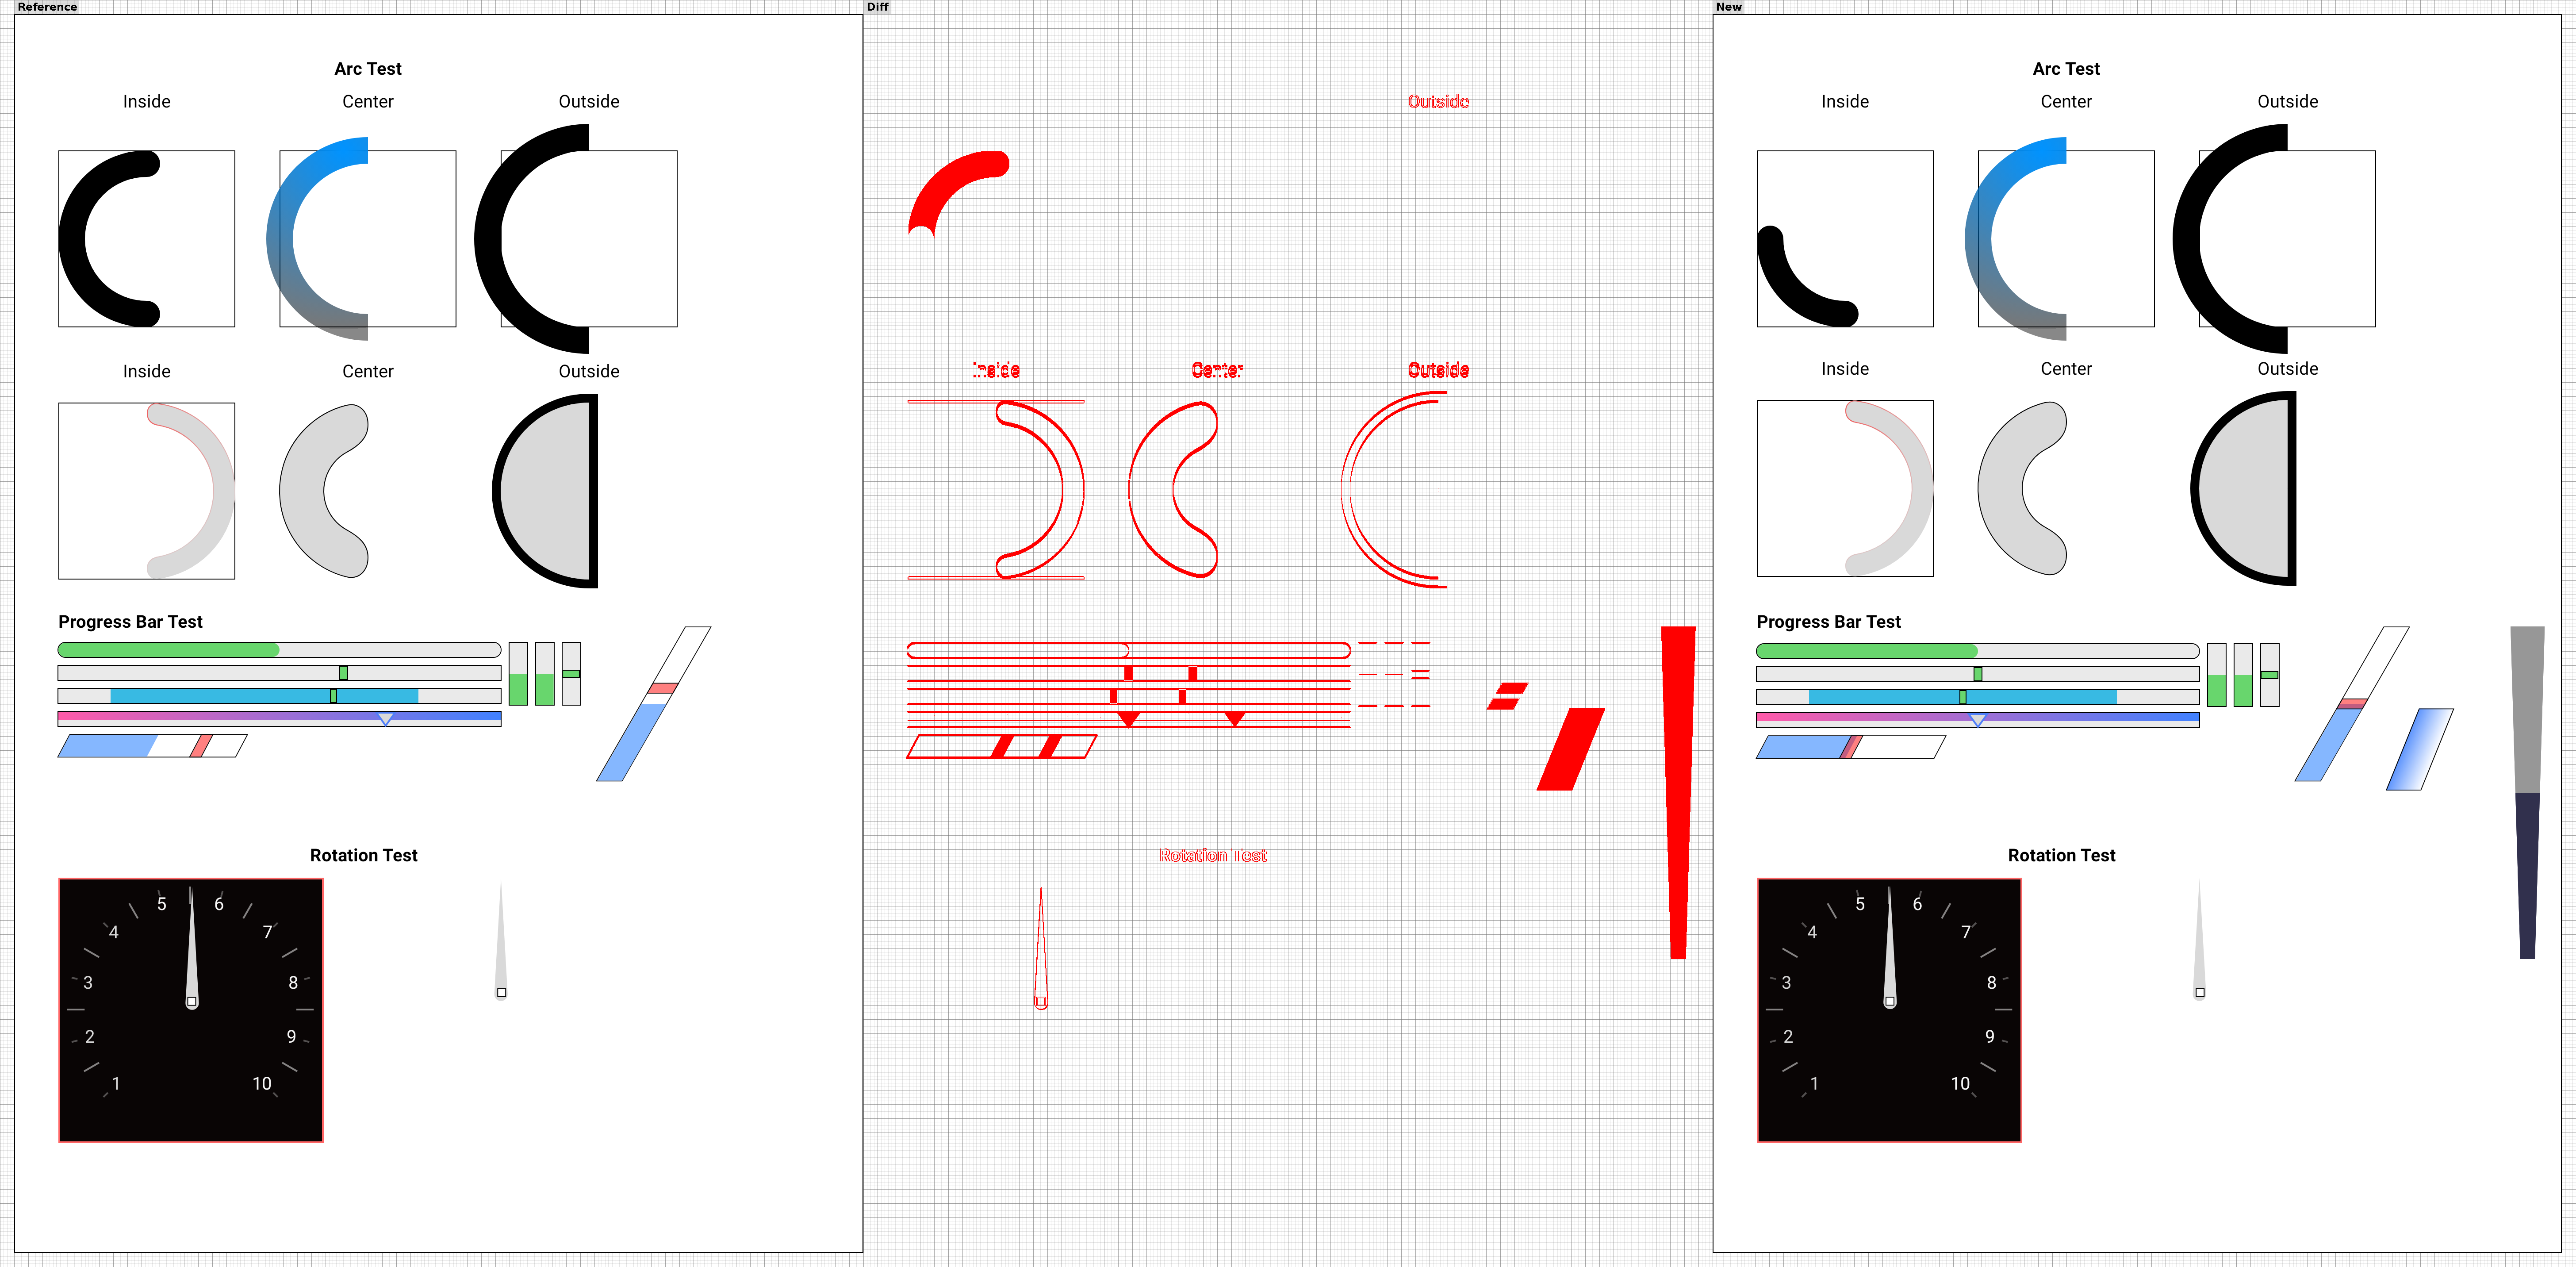 Reference
Diff
New
Arc Test
Inside Center Outside
Inside Center Outside
Progress Bar Test
Rotation Test
5 6
4 7
3 8
2 9
1 10
Outside
Inside Center Outside
Rotation Test
Arc Test
Inside Center Outside
Inside Center Outside
Progress Bar Test
Rotation Test
5 6
4 7
3 8
2 9
1 10